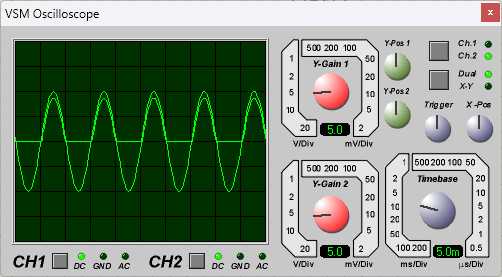 VSM Oscilloscope
x
500 200 100
1
2
5
10
20
Y-Gain 1
50
20
10
5
2
5.0
V/Div
mV/Div
Y-Pos 1
Y-Pos 2
Ch.1
Ch.2
Dual
X-Y
Trigger
X -Pos
500 200 100
1
2
5
10
20
Y-Gain 2
50
20
10
5
2
5.0
V/Div
mV/Div
500 200 100 50
1
2
5
10
20
50
100 200
Timebase
20
10
5
2
1
0.5
5.0m
ms/Div
µs/Div
CH1
DC GND AC
CH2
DC GND AC